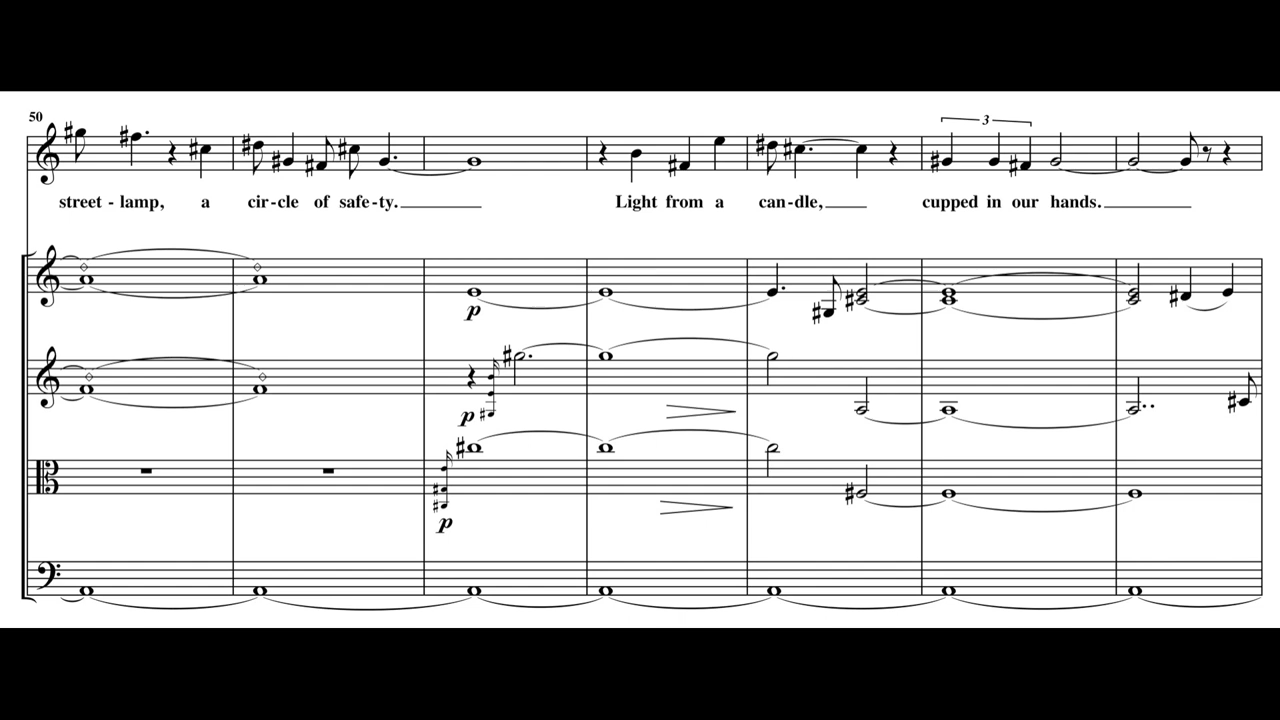 50
3
street - lamp, a cir - cle of safe - ty. Light from a can - dle, cupped in our hands.
p
p
p